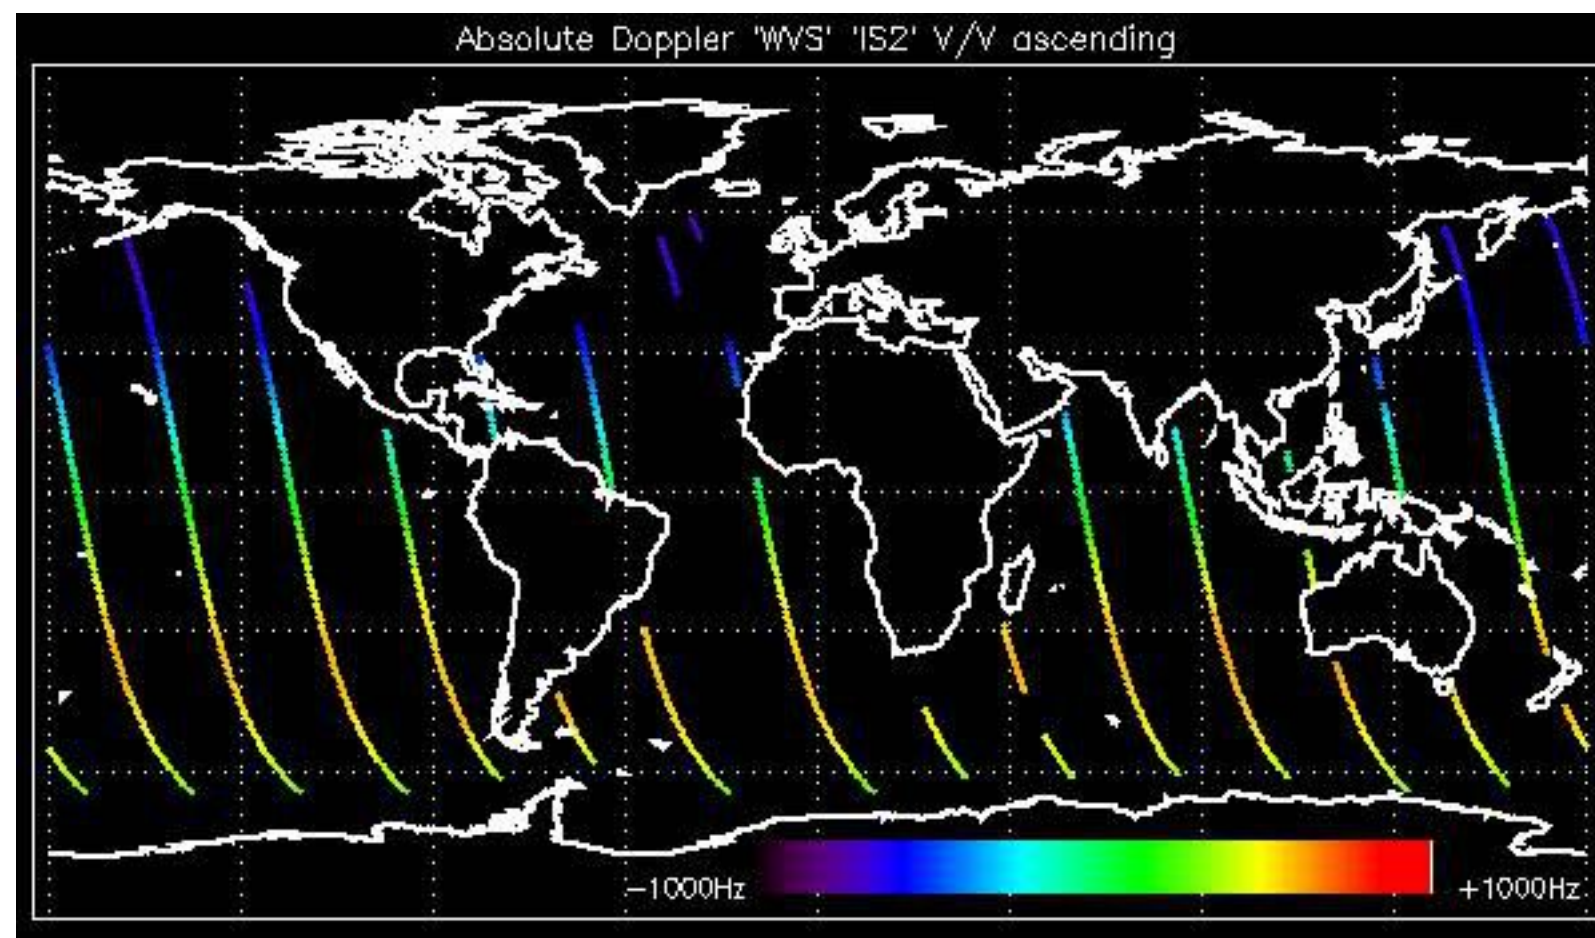 Absolute Doppler 'WVS' 'IS2' V/V ascending
−1000Hz +1000Hz